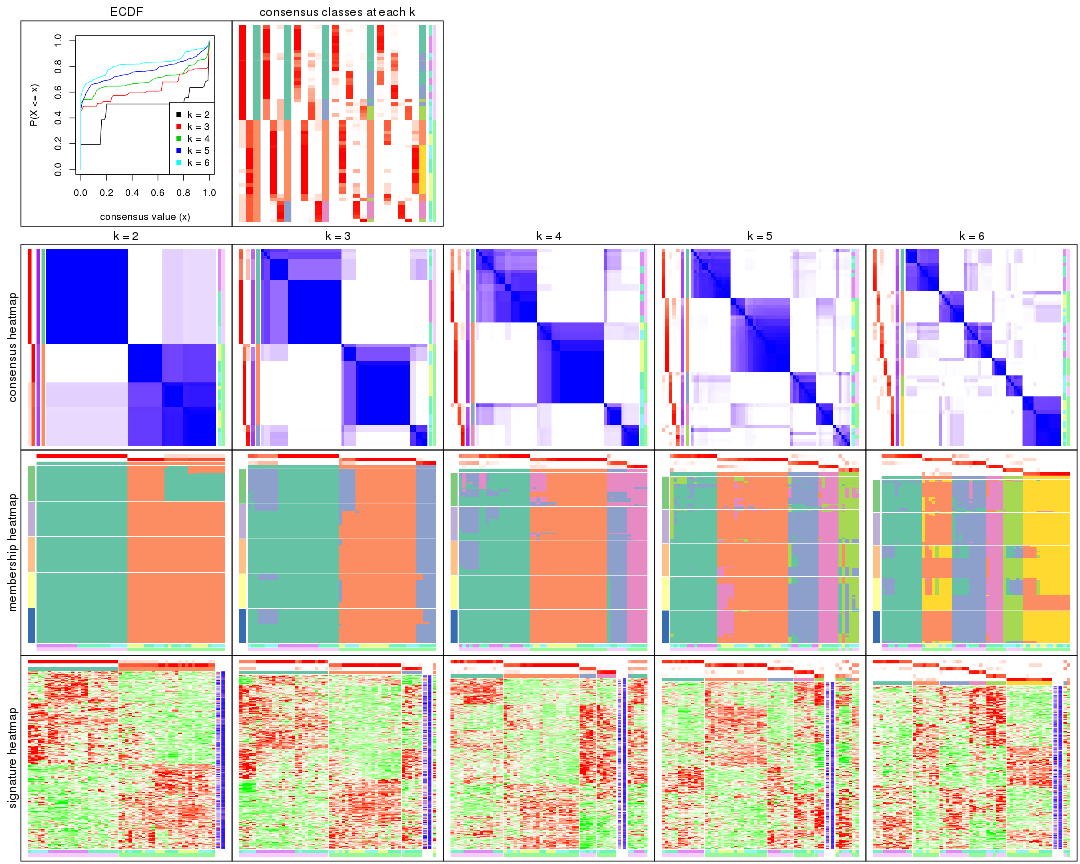 ECDF
consensus classes at each k
P(X <= x)
0.0
0.2
0.4
0.6
0.8
1.0
k = 2
k = 3
k = 4
k = 5
k = 6
0.0 0.2 0.4 0.6 0.8 1.0
consensus value (x)
k = 2
k = 3
k = 4
k = 5
k = 6
consensus heatmap
membership heatmap
signature heatmap